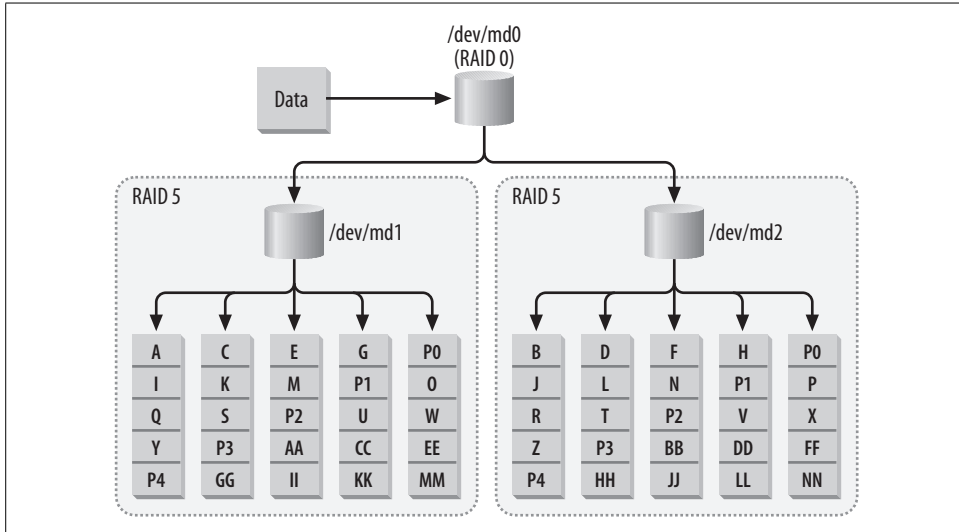 /dev/md0
(RAID 0)
Data
RAID 5
/dev/md1
A C E G P0
I K M P1 O
Q S P2 U W
Y P3 AA CC EE
P4 GG II KK MM
RAID 5
/dev/md2
B D F H P0
J L N P1 P
R T P2 V X
Z P3 BB DD FF
P4 HH JJ LL NN